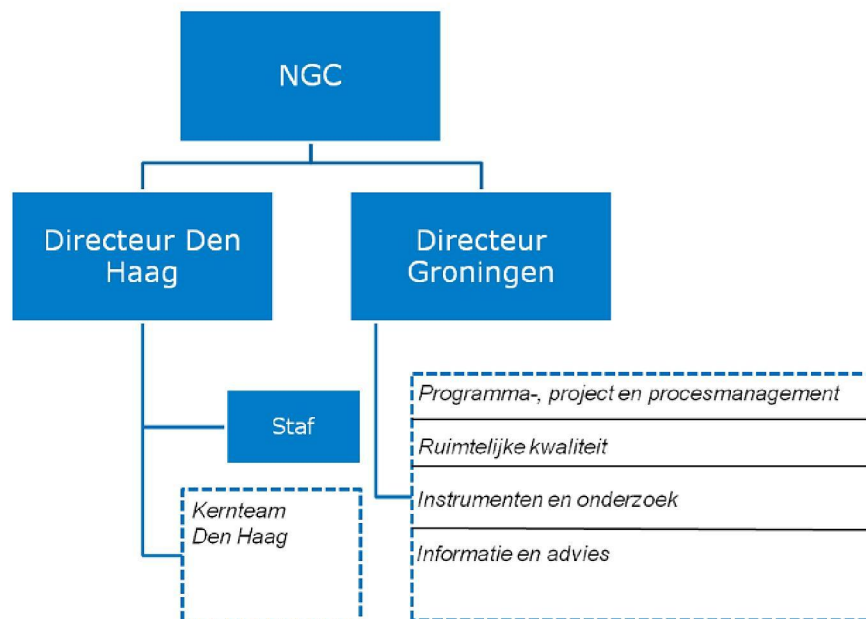 NGC
Directeur Den
Haag
Directeur
Groningen
Staf
Kernteam
Den Haag
Programma-, project en procesmanagement
Ruimtelijke kwaliteit
Instrumenten en onderzoek
Informatie en advies